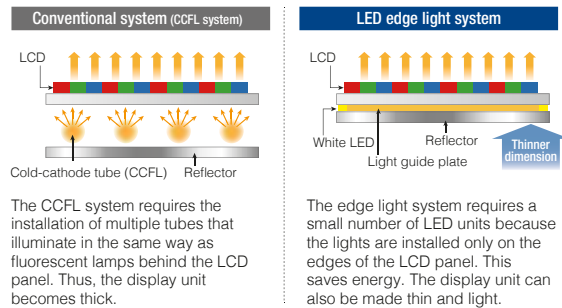 Conventional system (CCFL system)
LCD
Cold-cathode tube (CCFL)
Reflector
The CCFL system requires the
installation of multiple tubes that
illuminate in the same way as
fluorescent lamps behind the LCD
panel. Thus, the display unit
becomes thick.
LED edge light system
LCD
White LED
Reflector
Light guide plate
Thinner
dimension
The edge light system requires a
small number of LED units because
the lights are installed only on the
edges of the LCD panel. This
saves energy. The display unit can
also be made thin and light.